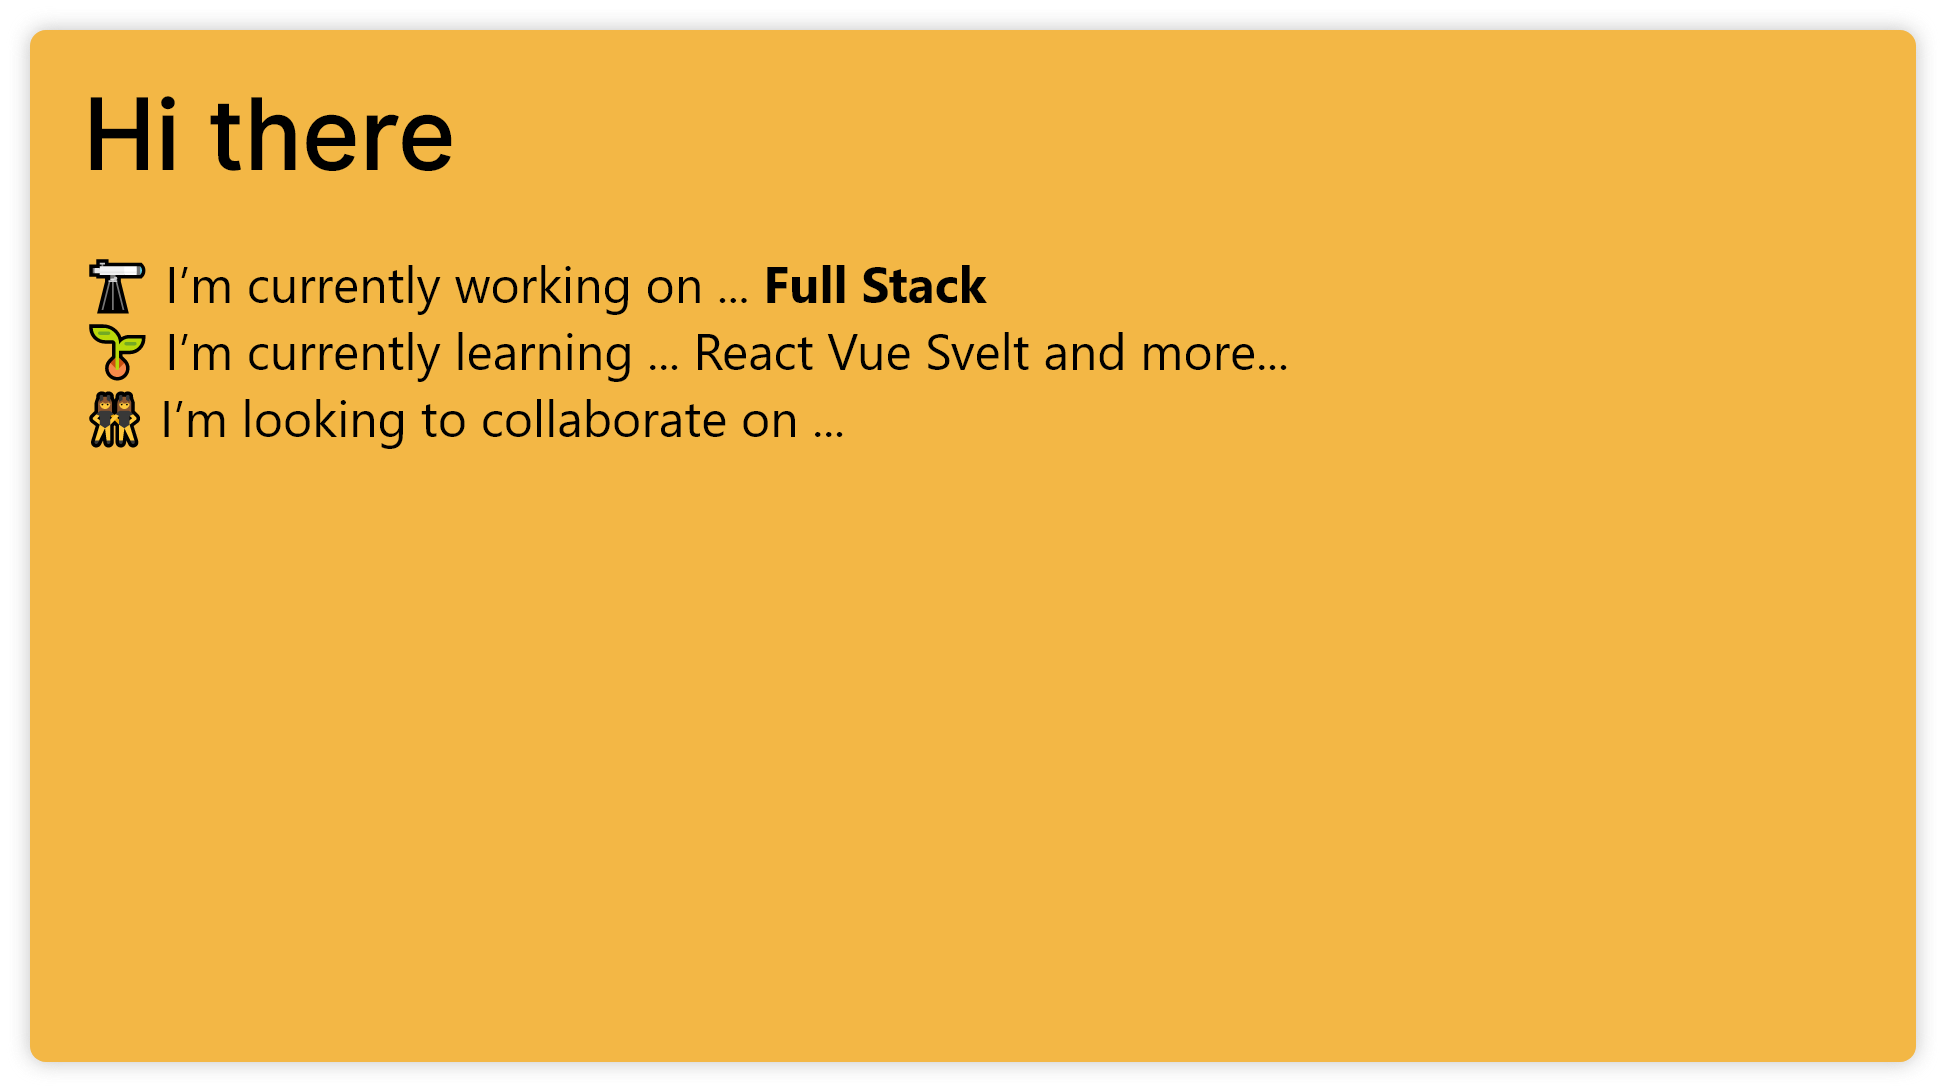 Hi there
I’m currently working on ... Full Stack
I’m currently learning ... React Vue Svelt and more...
I’m looking to collaborate on ...